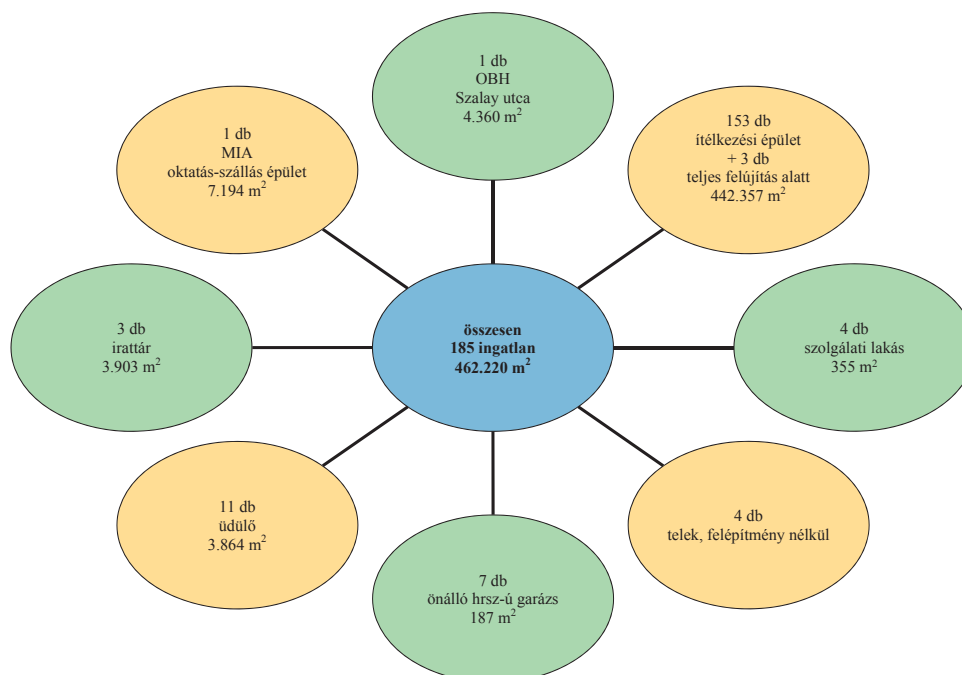 1 db
OBH
Szalay utca
4.360 m²
1 db
MIA
oktatás-szállás épület
7.194 m²
153 db
ítélkezési épület
+ 3 db
teljes felújítás alatt
442.357 m²
3 db
irattár
3.903 m²
összesen
185 ingatlan
462.220 m²
4 db
szolgálati lakás
355 m²
11 db
üdülő
3.864 m²
4 db
telek, felépítmény nélkül
7 db
önálló hrsz-ú garázs
187 m²